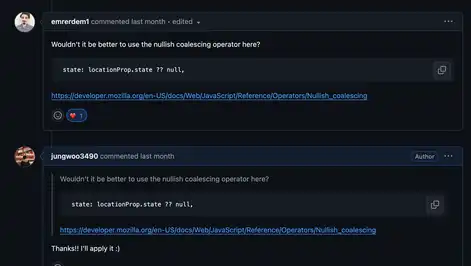 emrerdem1 commented last month • edited
Wouldn't it be better to use the nullish coalescing operator here?
state: locationProp.state ?? null,
https://developer.mozilla.org/en-US/docs/Web/JavaScript/Reference/Operators/Nullish_coalescing
1
jungwoo3490 commented last month Author
Wouldn't it be better to use the nullish coalescing operator here?
state: locationProp.state ?? null,
https://developer.mozilla.org/en-US/docs/Web/JavaScript/Reference/Operators/Nullish_coalescing
Thanks!! I'll apply it :)